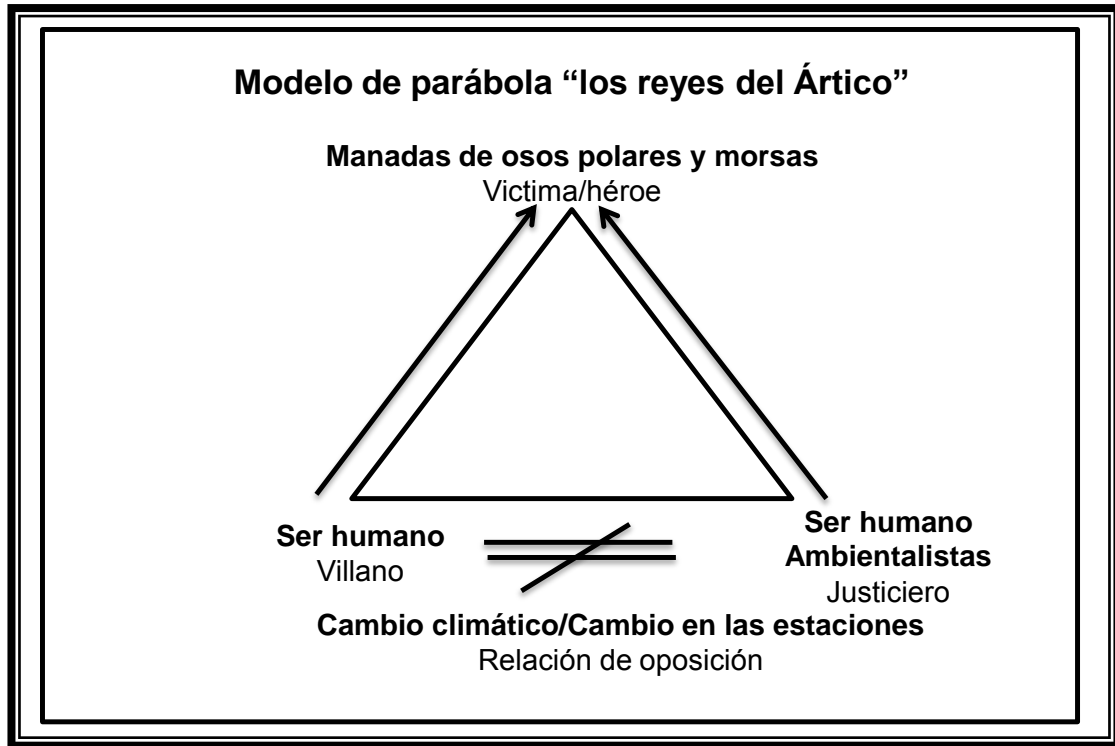 Modelo de parábola “los reyes del Ártico”
Manadas de osos polares y morsas
Victima/héroe
Ser humano
Villano
Ser humano
Ambientalistas
Justiciero
Cambio climático/Cambio en las estaciones
Relación de oposición